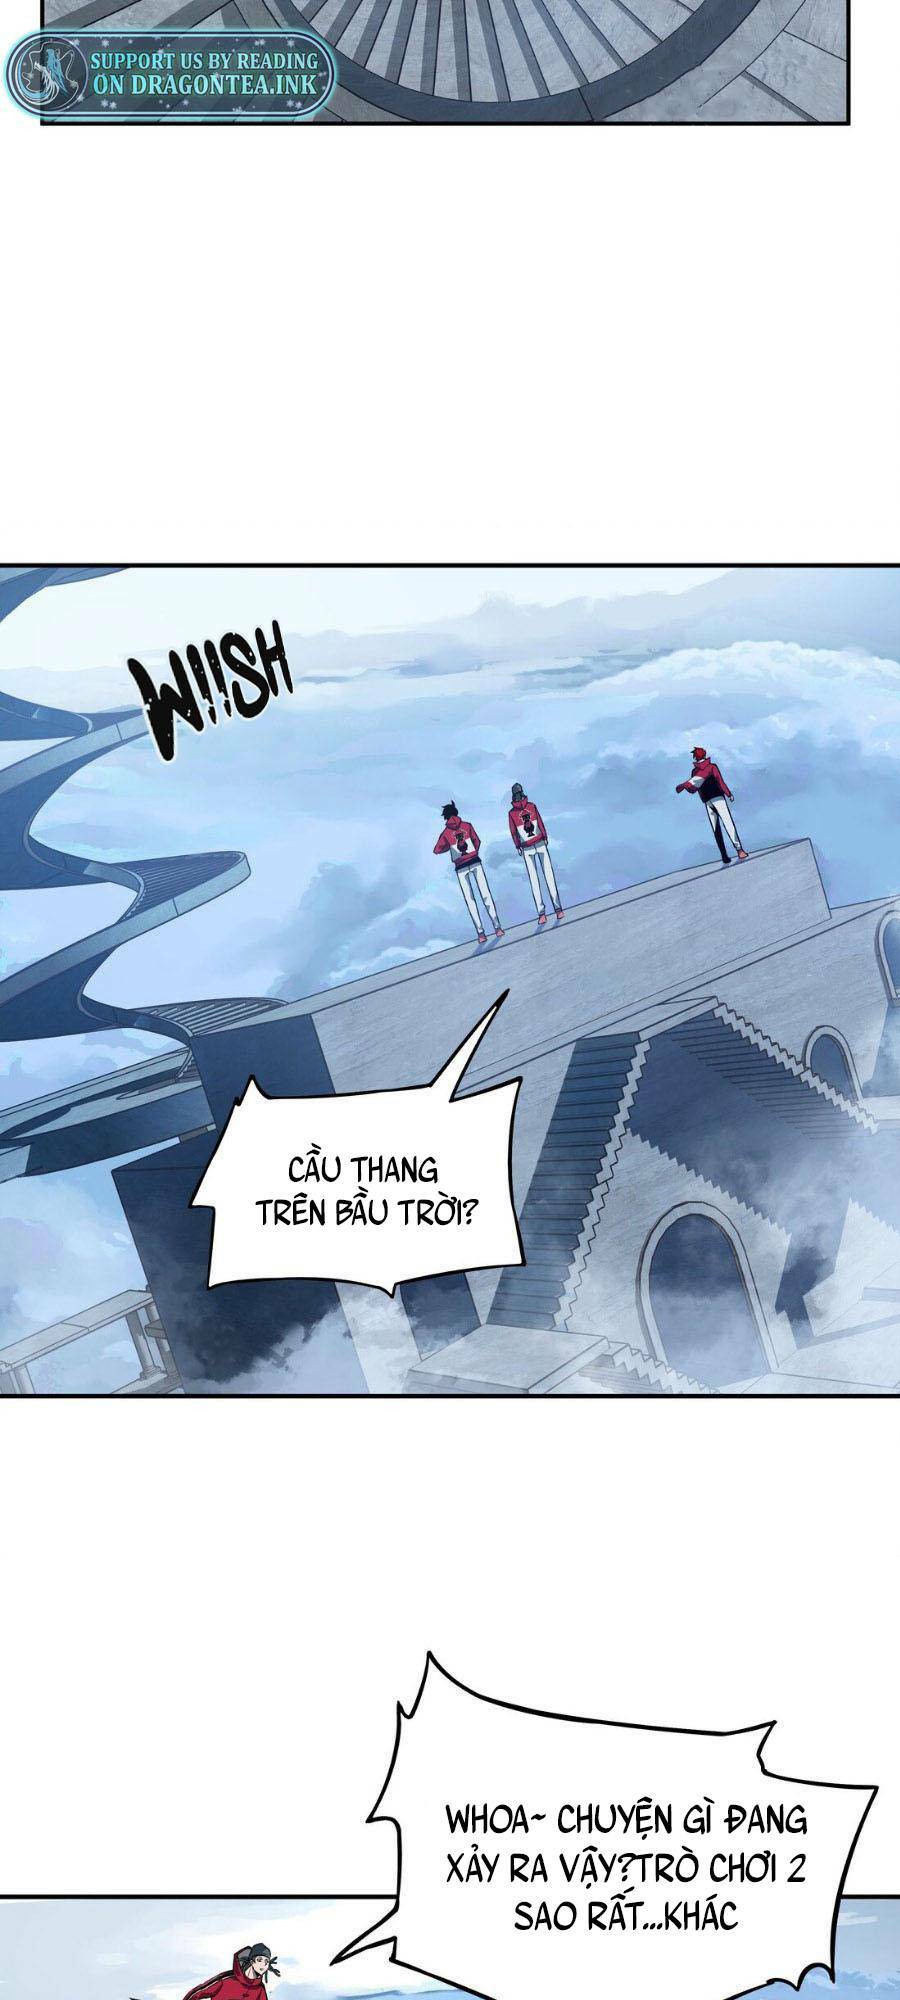 SUPPORT US BY READING
ON DRAGONTEA.INK
WIISH
CẦU THANG
TRÊN BẦU TRỜI?
WHOA~ CHUYỆN GÌ ĐANG
XẢY RA VẬY?TRÒ CHƠI 2
SAO RẤT...KHÁC